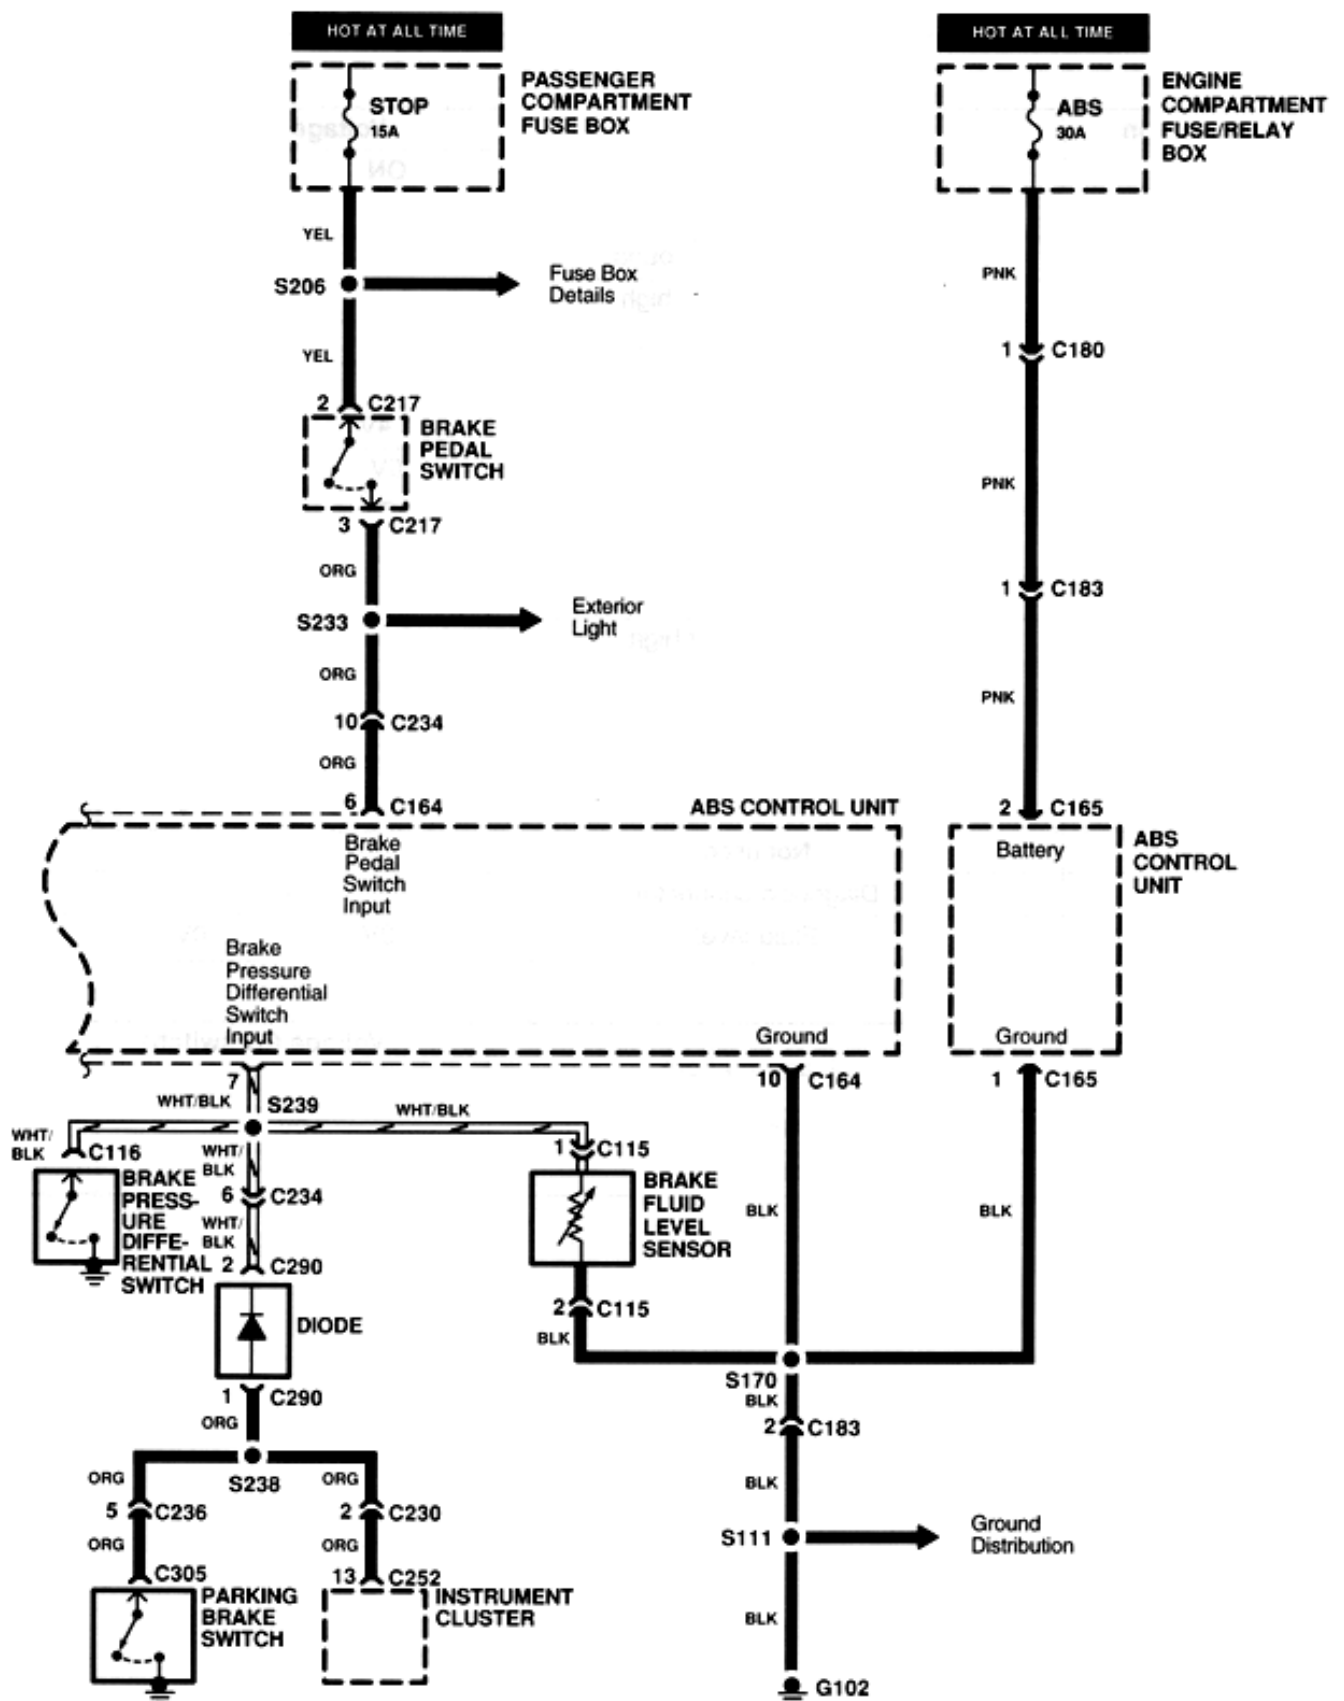 HOT AT ALL TIME
HOT AT ALL TIME
STOP
15A
PASSENGER
COMPARTMENT
FUSE BOX
ABS
30A
ENGINE
COMPARTMENT
FUSE/RELAY
BOX
YEL
S206
Fuse Box
Details
PNK
YEL
1 C180
2 C217
BRAKE
PEDAL
SWITCH
PNK
3 C217
ORG
1 C183
S233
Exterior
Light
ORG
PNK
10 C234
ORG
6 C164
ABS CONTROL UNIT
2 C165
Brake
Pedal
Switch
Input
Battery
ABS
CONTROL
UNIT
Brake
Pressure
Differential
Switch
Input
Ground
Ground
7
10 C164
1 C165
WHT/BLK
S239
WHT/BLK
WHT/
BLK
C116
WHT/
BLK
1 C115
BRAKE
PRESS-
URE
DIFFE-
RENTIAL
SWITCH
6 C234
WHT/
BLK
2 C290
BRAKE
FLUID
LEVEL
SENSOR
BLK
BLK
DIODE
2 C115
BLK
1 C290
ORG
S170
BLK
2 C183
S238
ORG
ORG
BLK
5 C236
2 C230
ORG
ORG
S111
Ground
Distribution
C305
13 C252
PARKING
BRAKE
SWITCH
INSTRUMENT
CLUSTER
BLK
G102